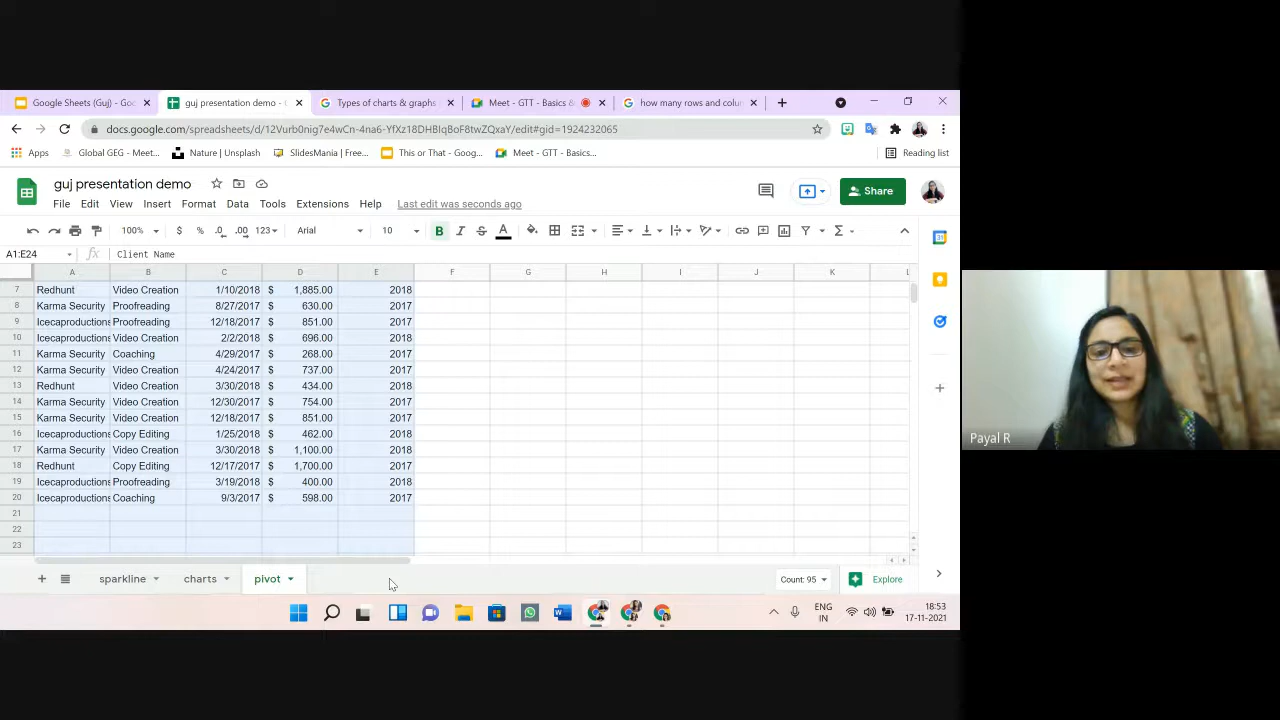 Google Sheets (Guj) - Goo
guj presentation demo -
Types of charts & graphs
Meet - GTT - Basics &
how many rows and colu
docs.google.com/spreadsheets/d/12Vurb0nig7e4wCn-4na6-YfXz18DHBIqBoF8twZQxaY/edit#gid=1924232065
Apps
Global GEG - Meet...
Nature | Unsplash
SlidesMania | Free...
This or That - Goog...
Meet - GTT - Basics...
Reading list
guj presentation demo
File Edit View Insert Format Data Tools Extensions Help Last edit was seconds ago
Share
100% $ % .0 .00 123 Arial 10 B I S A Σ
A1:E24 fx Client Name
A B C D E F G H I J K L
7 Redhunt Video Creation 1/10/2018 $ 1,885.00 2018
8 Karma Security Proofreading 8/27/2017 $ 630.00 2017
9 Icecaproductions Proofreading 12/18/2017 $ 851.00 2017
10 Icecaproductions Video Creation 2/2/2018 $ 696.00 2018
11 Karma Security Coaching 4/29/2017 $ 268.00 2017
12 Karma Security Video Creation 4/24/2017 $ 737.00 2017
13 Redhunt Video Creation 3/30/2018 $ 434.00 2018
14 Karma Security Video Creation 12/30/2017 $ 754.00 2017
15 Karma Security Video Creation 12/18/2017 $ 851.00 2017
16 Icecaproductions Copy Editing 1/25/2018 $ 462.00 2018
17 Karma Security Video Creation 3/30/2018 $ 1,100.00 2018
18 Redhunt Copy Editing 12/17/2017 $ 1,700.00 2017
19 Icecaproductions Proofreading 3/19/2018 $ 400.00 2018
20 Icecaproductions Coaching 9/3/2017 $ 598.00 2017
21
22
23
sparkline charts pivot Count: 95 Explore
ENG
IN
18:53
17-11-2021
Payal R